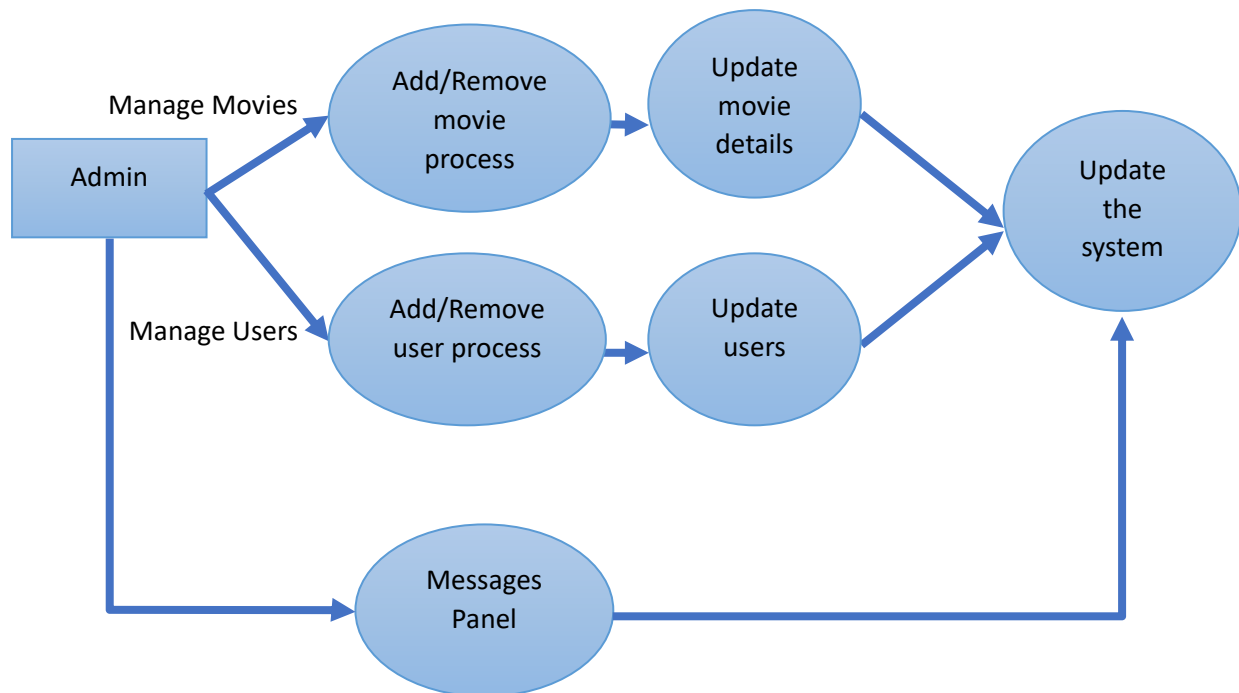 Manage Movies
Admin
Manage Users
Add/Remove
movie
process
Update
movie
details
Add/Remove
user process
Update
users
Update
the
system
Messages
Panel